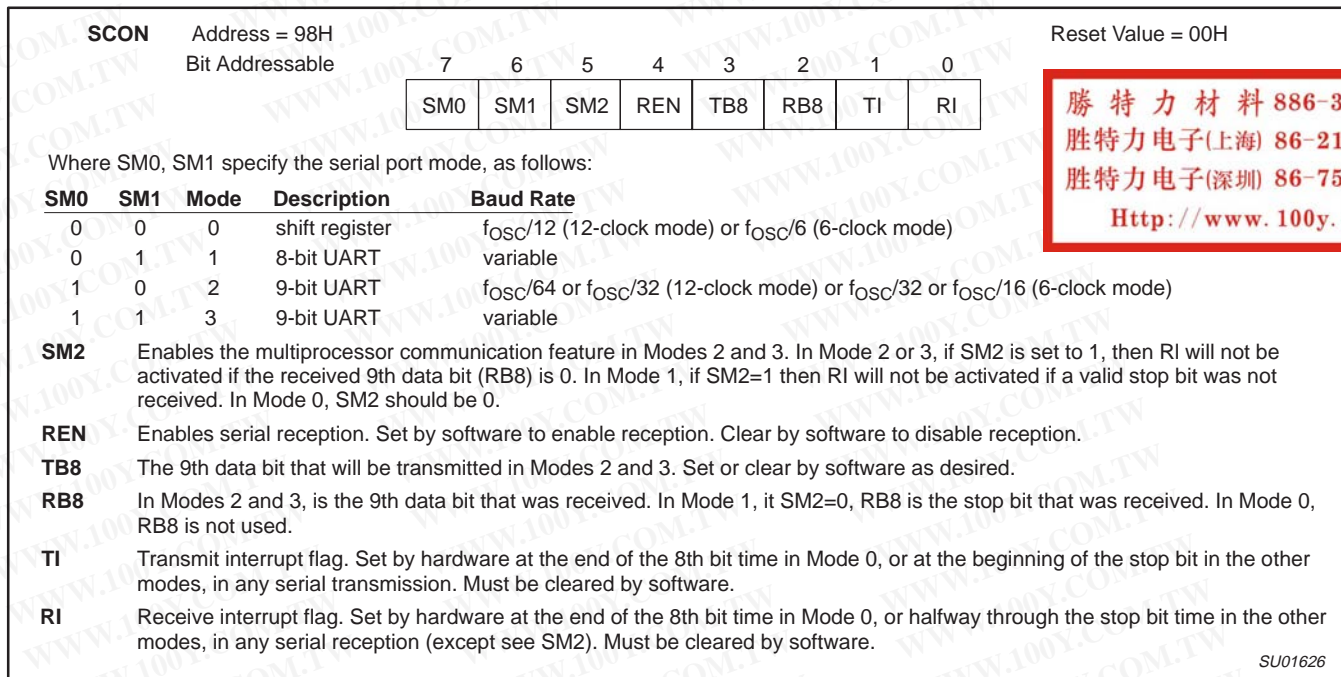 SCON Address = 98H Reset Value = 00H
Bit Addressable
7 6 5 4 3 2 1 0
SM0 SM1 SM2 REN TB8 RB8 TI RI
勝 特 力 材 料 886-3
胜特力电子(上海) 86-21
胜特力电子(深圳) 86-75
Http://www.100y.
Where SM0, SM1 specify the serial port mode, as follows:
SM0 SM1 Mode Description Baud Rate
0 0 0 shift register fOSC/12 (12-clock mode) or fOSC/6 (6-clock mode)
0 1 1 8-bit UART variable
1 0 2 9-bit UART fOSC/64 or fOSC/32 (12-clock mode) or fOSC/32 or fOSC/16 (6-clock mode)
1 1 3 9-bit UART variable
SM2 Enables the multiprocessor communication feature in Modes 2 and 3. In Mode 2 or 3, if SM2 is set to 1, then RI will not be
activated if the received 9th data bit (RB8) is 0. In Mode 1, if SM2=1 then RI will not be activated if a valid stop bit was not
received. In Mode 0, SM2 should be 0.
REN Enables serial reception. Set by software to enable reception. Clear by software to disable reception.
TB8 The 9th data bit that will be transmitted in Modes 2 and 3. Set or clear by software as desired.
RB8 In Modes 2 and 3, is the 9th data bit that was received. In Mode 1, it SM2=0, RB8 is the stop bit that was received. In Mode 0,
RB8 is not used.
TI Transmit interrupt flag. Set by hardware at the end of the 8th bit time in Mode 0, or at the beginning of the stop bit in the other
modes, in any serial transmission. Must be cleared by software.
RI Receive interrupt flag. Set by hardware at the end of the 8th bit time in Mode 0, or halfway through the stop bit time in the other
modes, in any serial reception (except see SM2). Must be cleared by software.
SU01626
WWW.100Y.COM.TW